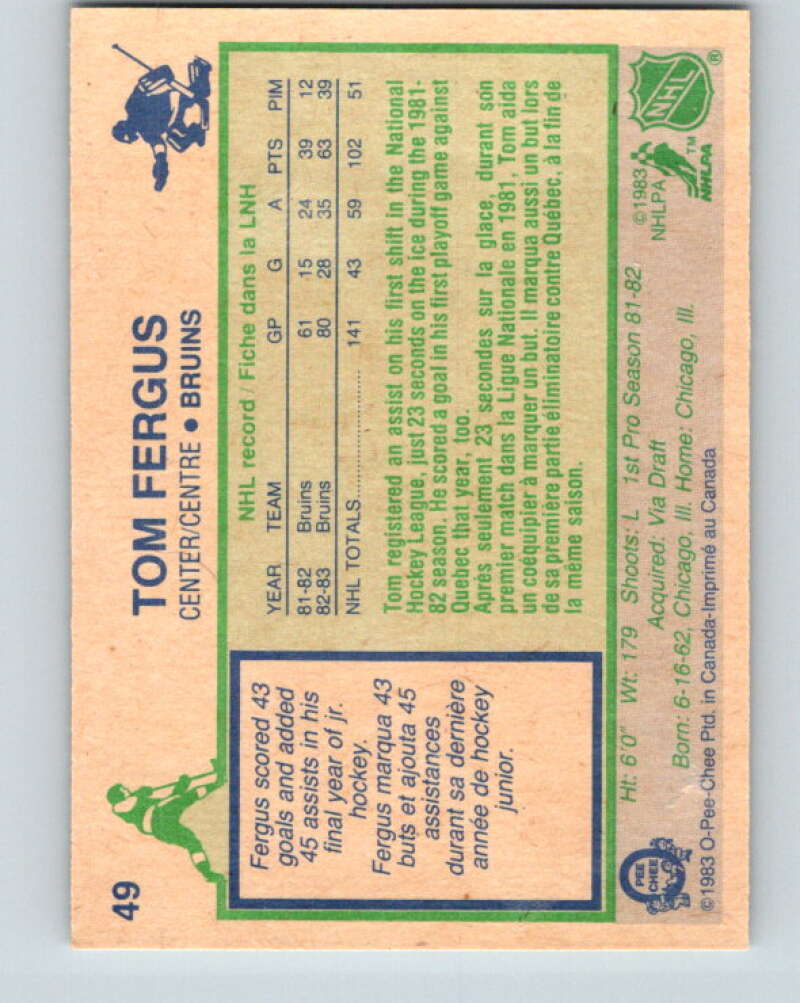 49
TOM FERGUS
CENTER/CENTRE • BRUINS
Fergus scored 43
goals and added
45 assists in his
final year of jr.
hockey.
Fergus marqua 43
buts et ajouta 45
assistances
durant sa dernière
année de hockey
junior.
NHL record / Fiche dans la LNH
YEAR TEAM GP G A PTS PIM
81-82 Bruins 61 15 24 39 12
82-83 Bruins 80 28 35 63 39
NHL TOTALS.................... 141 43 59 102 51
Tom registered an assist on his first shift in the National
Hockey League, just 23 seconds on the ice during the 1981-
82 season. He scored a goal in his first playoff game against
Quebec that year, too.
Après seulement 23 secondes sur la glace, durant son
premier match dans la Ligue Nationale en 1981, Tom aida
un coéquipier à marquer un but. Il marqua aussi un but lors
de sa première partie éliminatoire contre Québec, à la fin de
la même saison.
Ht: 6'0" Wt: 179 Shoots: L 1st Pro Season 81-82
Acquired: Via Draft
Born: 6-16-62, Chicago, Ill. Home: Chicago, Ill.
©1983 O-Pee-Chee Ptd. in Canada-Imprimé au Canada
O PEE CHEE
©1983
NHLPA
NHL ®
NHLPA ™